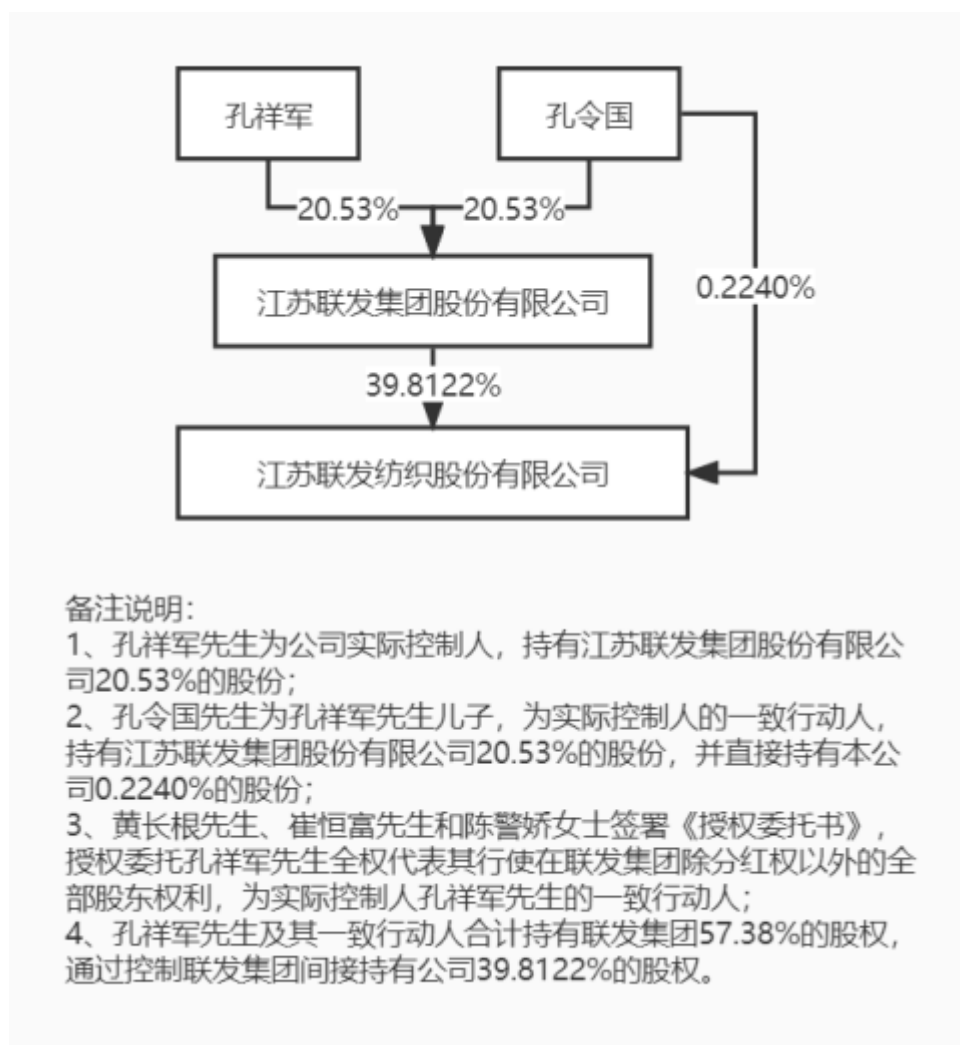 孔祥军
孔令国
20.53%
20.53%
0.2240%
江苏联发集团股份有限公司
39.8122%
江苏联发纺织股份有限公司
备注说明：
1、孔祥军先生为公司实际控制人，持有江苏联发集团股份有限公
司20.53%的股份；
2、孔令国先生为孔祥军先生儿子，为实际控制人的一致行动人，
持有江苏联发集团股份有限公司20.53%的股份，并直接持有本公
司0.2240%的股份；
3、黄长根先生、崔恒富先生和陈警娇女士签署《授权委托书》，
授权委托孔祥军先生全权代表其行使在联发集团除分红权以外的全
部股东权利，为实际控制人孔祥军先生的一致行动人；
4、孔祥军先生及其一致行动人合计持有联发集团57.38%的股权，
通过控制联发集团间接持有公司39.8122%的股权。